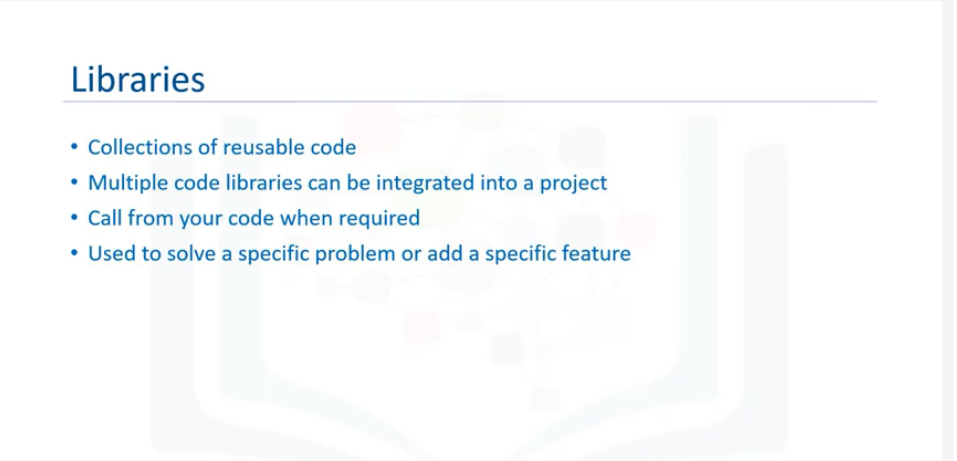 Libraries
• Collections of reusable code
• Multiple code libraries can be integrated into a project
• Call from your code when required
• Used to solve a specific problem or add a specific feature